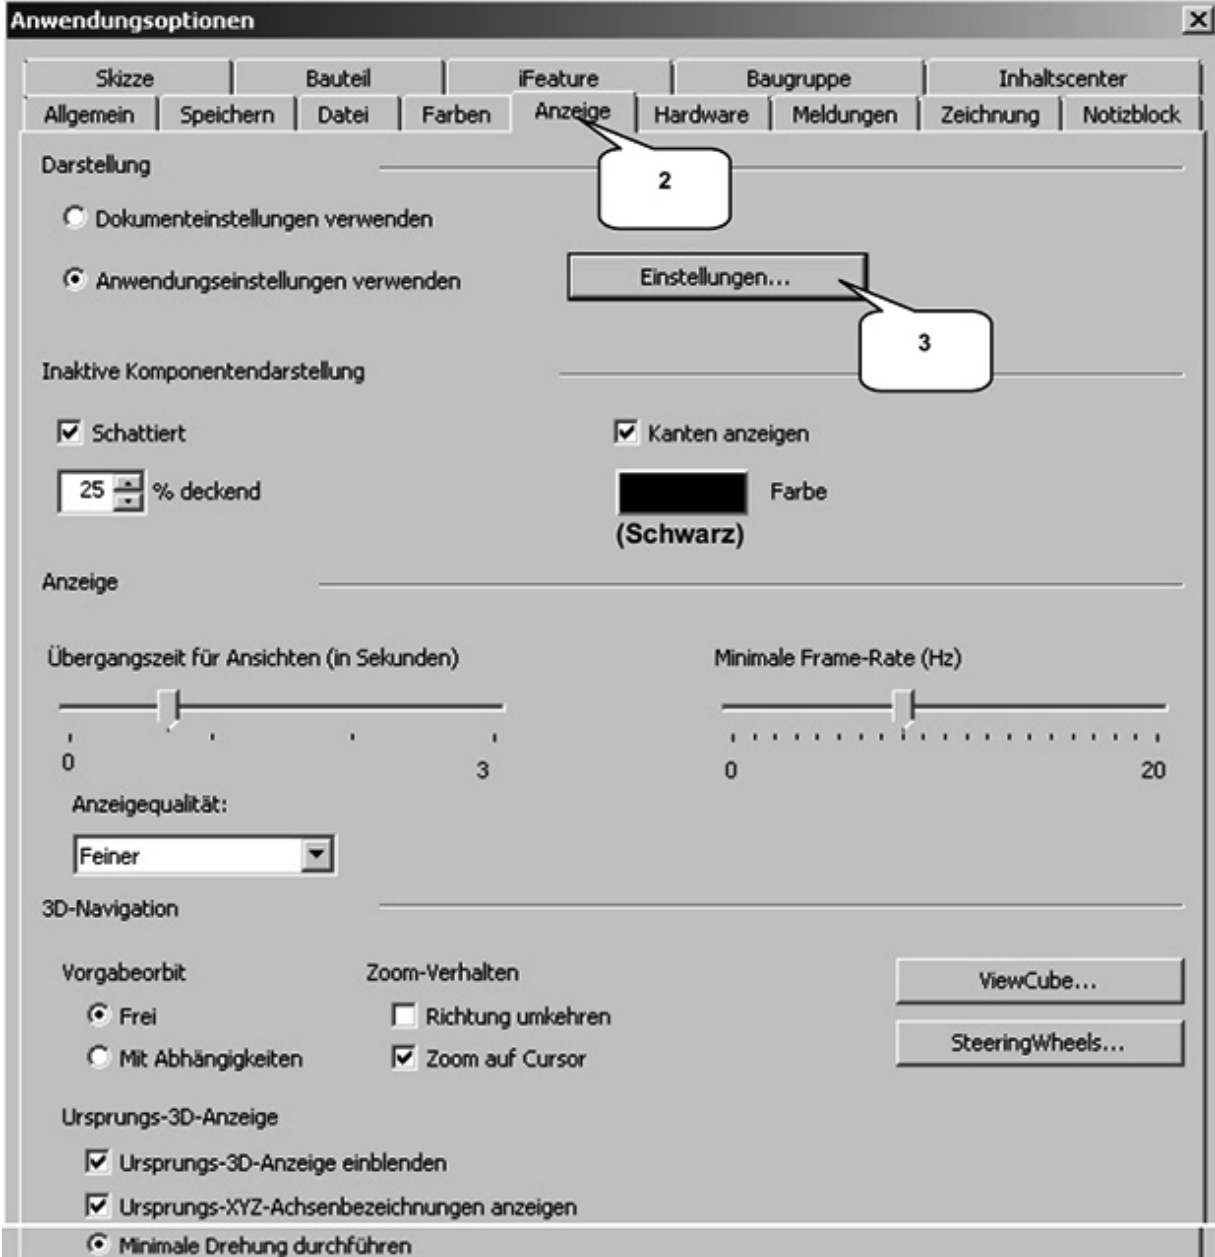 Anwendungsoptionen
Skizze Bauteil iFeature Baugruppe Inhaltscenter
Allgemein Speichern Datei Farben Anzeige Hardware Meldungen Zeichnung Notizblock
Darstellung
2
Dokumenteinstellungen verwenden
Anwendungseinstellungen verwenden Einstellungen...
3
Inaktive Komponentendarstellung
Schattiert Kanten anzeigen
25 % deckend Farbe
(Schwarz)
Anzeige
Übergangszeit für Ansichten (in Sekunden) Minimale Frame-Rate (Hz)
0 3 0 20
Anzeigequalität:
Feiner
3D-Navigation
Vorgabeorbit Zoom-Verhalten ViewCube...
Frei Richtung umkehren
Mit Abhängigkeiten Zoom auf Cursor SteeringWheels...
Ursprungs-3D-Anzeige
Ursprungs-3D-Anzeige einblenden
Ursprungs-XYZ-Achsenbezeichnungen anzeigen
Minimale Drehung durchführen